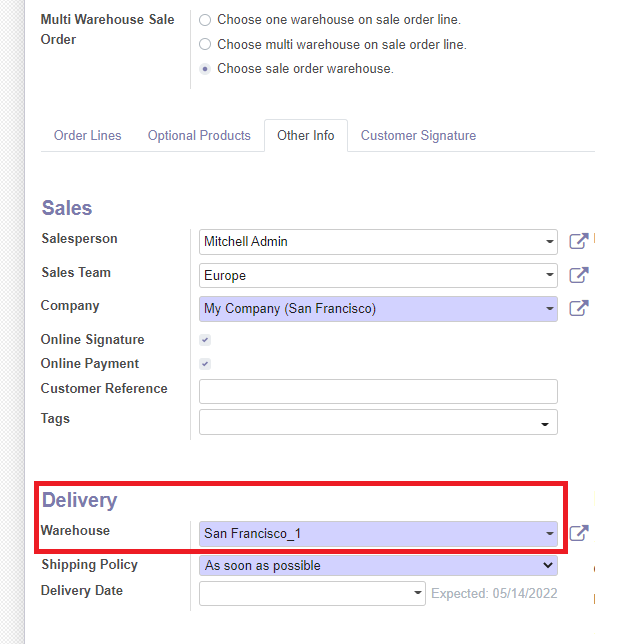 Multi Warehouse Sale Order
Choose one warehouse on sale order line.
Choose multi warehouse on sale order line.
Choose sale order warehouse.
Order Lines Optional Products Other Info Customer Signature
Sales
Salesperson Mitchell Admin
Sales Team Europe
Company My Company (San Francisco)
Online Signature
Online Payment
Customer Reference
Tags
Delivery
Warehouse San Francisco_1
Shipping Policy As soon as possible
Delivery Date Expected: 05/14/2022